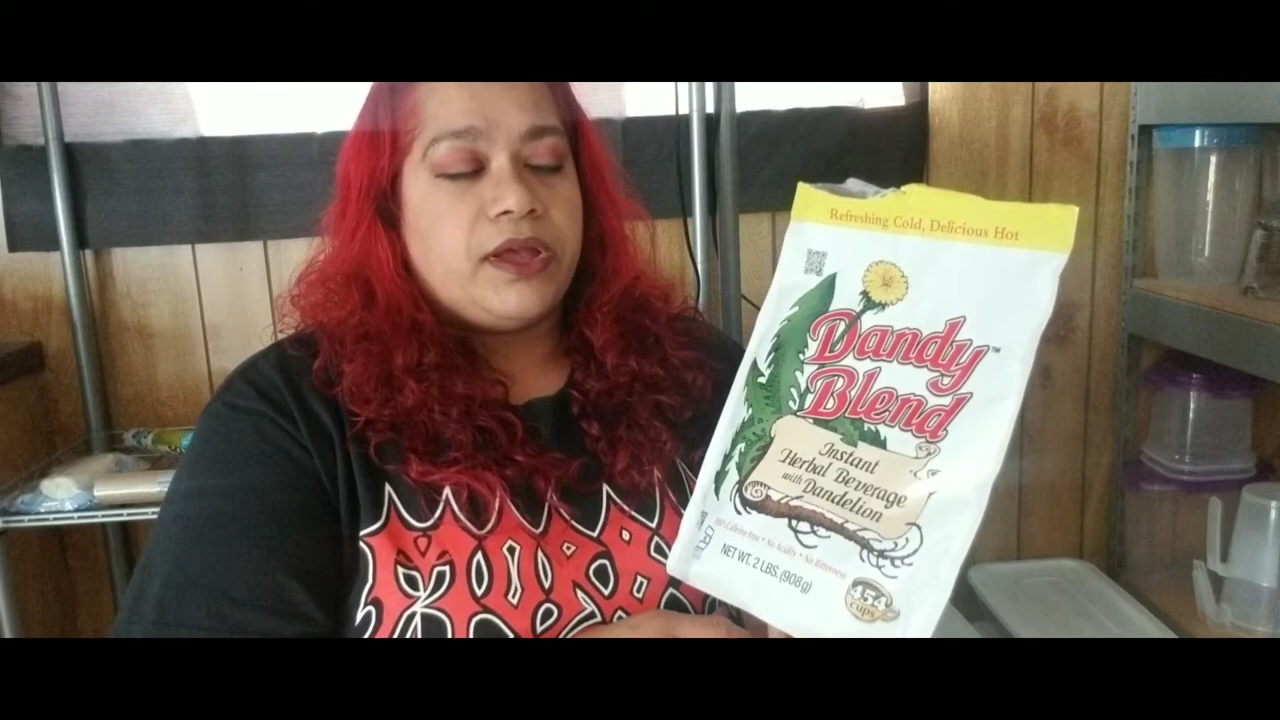 Refreshing Cold, Delicious Hot
Dandy
Blend™
Instant
Herbal Beverage
with Dandelion
100% Caffeine Free • No Acidity • No Bitterness
NET WT. 2 LBS. (908g)
454
cups